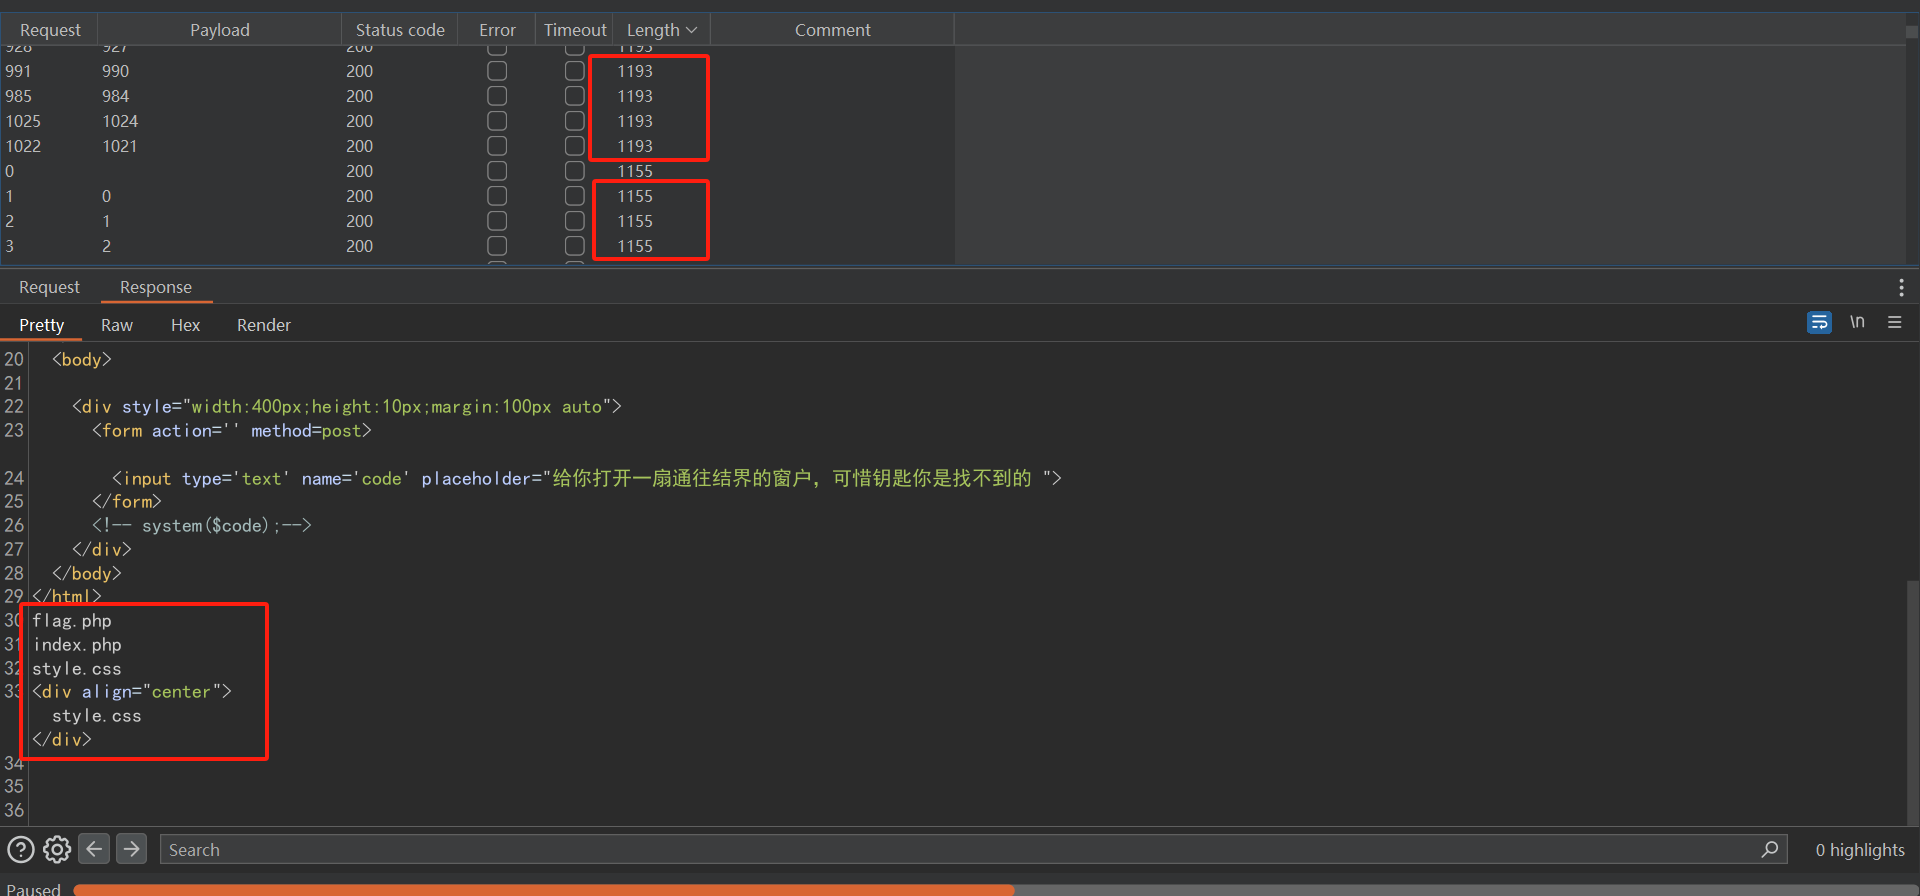 Request Payload Status code Error Timeout Length Comment
928 927 200 1193
991 990 200 1193
985 984 200 1193
1025 1024 200 1193
1022 1021 200 1193
0 200 1155
1 0 200 1155
2 1 200 1155
3 2 200 1155
Request Response
Pretty Raw Hex Render \n
20 <body>
21
22 <div style="width:400px;height:10px;margin:100px auto">
23 <form action='' method=post>
24 <input type='text' name='code' placeholder="给你打开一扇通往结界的窗户，可惜钥匙你是找不到的 ">
25 </form>
26 <!-- system($code);-->
27 </div>
28 </body>
29 </html>
30 flag.php
31 index.php
32 style.css
33 <div align="center">
style.css
</div>
34
35
36
Search 0 highlights
Paused